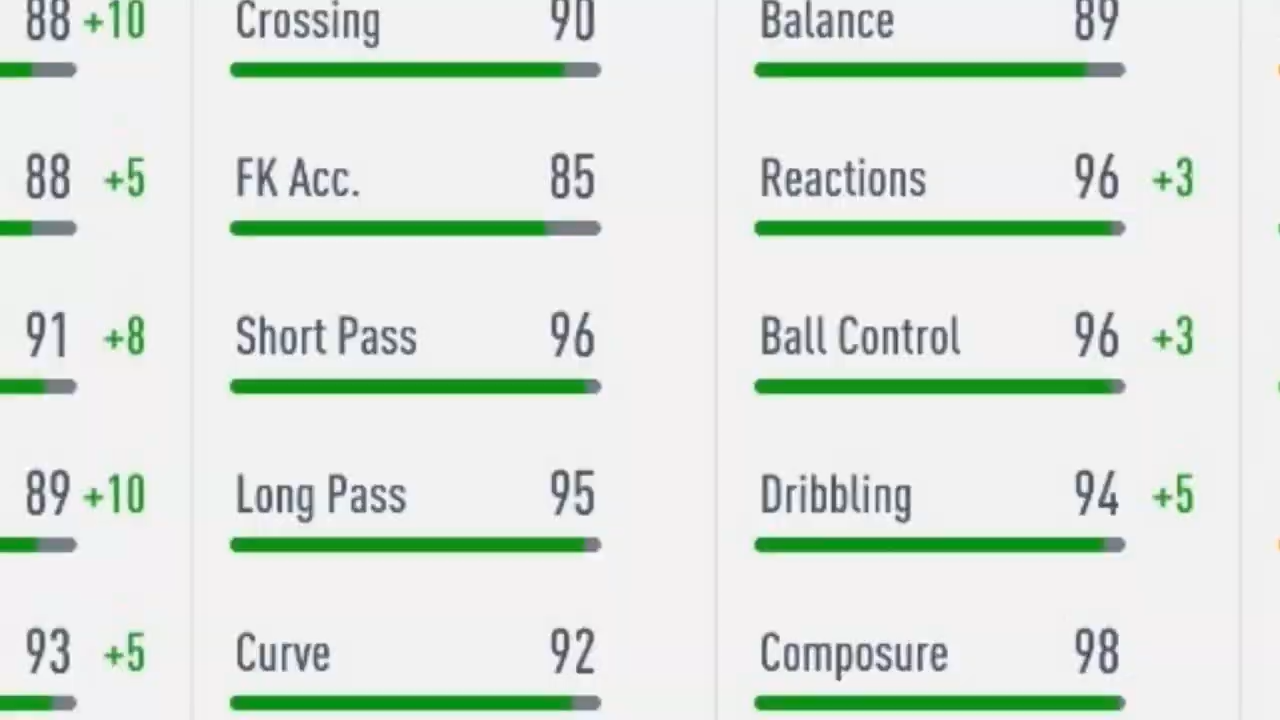 88 +10 Crossing 90 Balance 89
88 +5 FK Acc. 85 Reactions 96 +3
91 +8 Short Pass 96 Ball Control 96 +3
89 +10 Long Pass 95 Dribbling 94 +5
93 +5 Curve 92 Composure 98